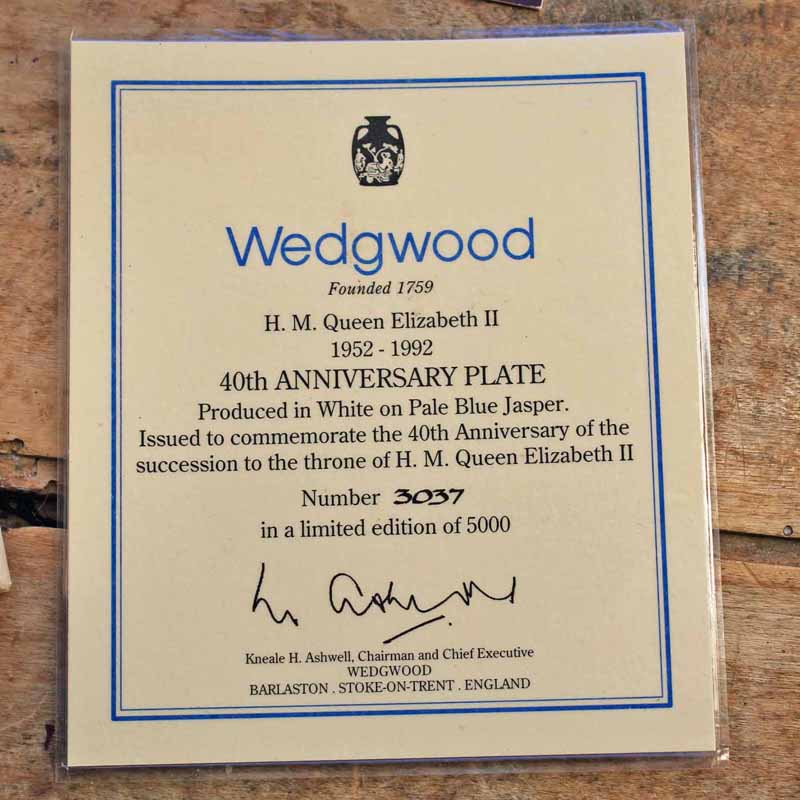 Wedgwood
Founded 1759
H. M. Queen Elizabeth II
1952 - 1992
40th ANNIVERSARY PLATE
Produced in White on Pale Blue Jasper.
Issued to commemorate the 40th Anniversary of the
succession to the throne of H. M. Queen Elizabeth II
Number 3037
in a limited edition of 5000
Kneale H. Ashwell, Chairman and Chief Executive
WEDGWOOD
BARLASTON . STOKE-ON-TRENT . ENGLAND